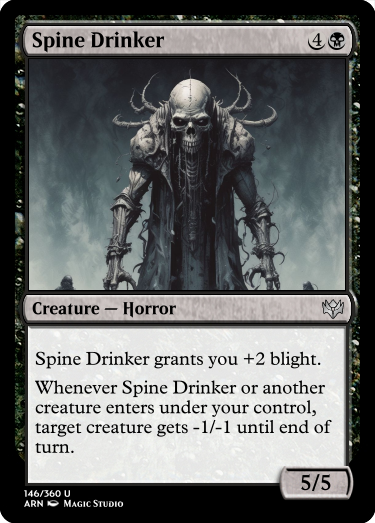 Spine Drinker 4
Creature — Horror
Spine Drinker grants you +2 blight.
Whenever Spine Drinker or another
creature enters under your control,
target creature gets -1/-1 until end of
turn.
5/5
146/360 U
ARN Magic Studio